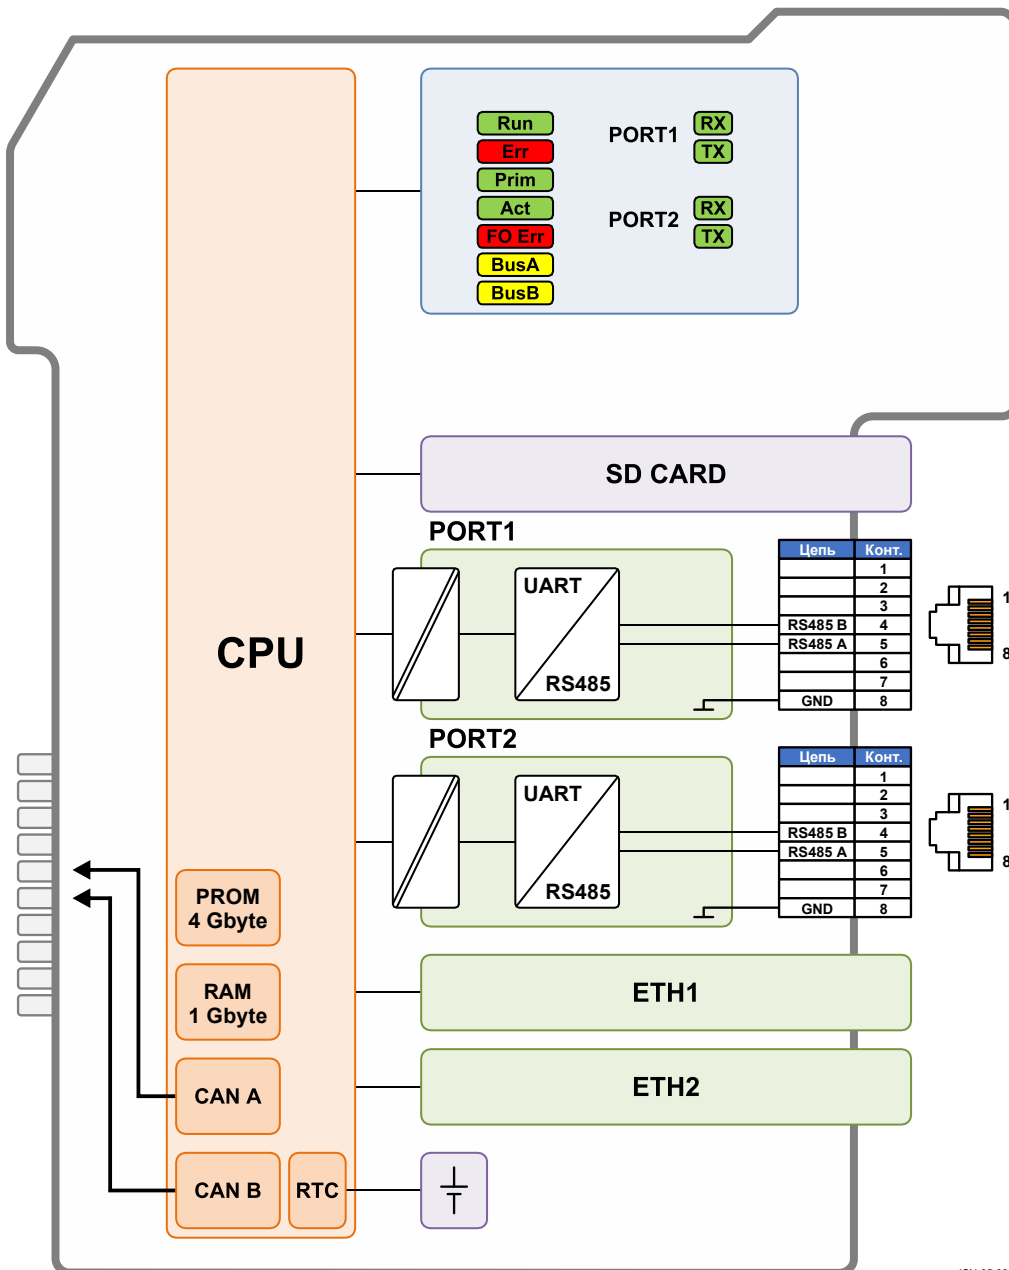 Run
Err
Prim
Act
FO Err
BusA
BusB
PORT1
RX
TX
PORT2
RX
TX
SD CARD
CPU
PORT1
UART
RS485
Цепь Конт.
1
2
3
RS485 B 4
RS485 A 5
6
7
GND 8
1
8
PORT2
UART
RS485
Цепь Конт.
1
2
3
RS485 B 4
RS485 A 5
6
7
GND 8
1
8
PROM
4 Gbyte
RAM
1 Gbyte
CAN A
CAN B
RTC
ETH1
ETH2